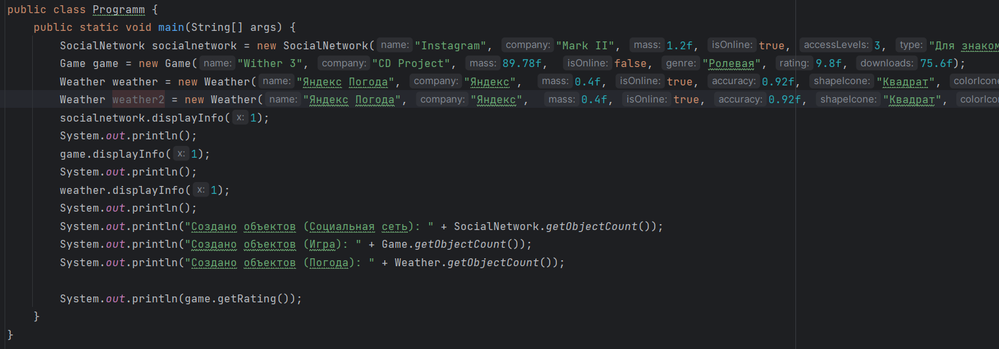 public class Programm {
public static void main(String[] args) {
SocialNetwork socialnetwork = new SocialNetwork( name: "Instagram", company: "Mark II", mass: 1.2f, isOnline: true, accessLevels: 3, type: "Для знаком
Game game = new Game( name: "Wither 3", company: "CD Project", mass: 89.78f, isOnline: false, genre: "Ролевая", rating: 9.8f, downloads: 75.6f);
Weather weather = new Weather( name: "Яндекс Погода", company: "Яндекс", mass: 0.4f, isOnline: true, accuracy: 0.92f, shapeIcone: "Квадрат", colorIcone
Weather weather2 = new Weather( name: "Яндекс Погода", company: "Яндекс", mass: 0.4f, isOnline: true, accuracy: 0.92f, shapeIcone: "Квадрат", colorIco
socialnetwork.displayInfo( x: 1);
System.out.println();
game.displayInfo( x: 1);
System.out.println();
weather.displayInfo( x: 1);
System.out.println();
System.out.println("Создано объектов (Социальная сеть): " + SocialNetwork.getObjectCount());
System.out.println("Создано объектов (Игра): " + Game.getObjectCount());
System.out.println("Создано объектов (Погода): " + Weather.getObjectCount());
System.out.println(game.getRating());
}
}